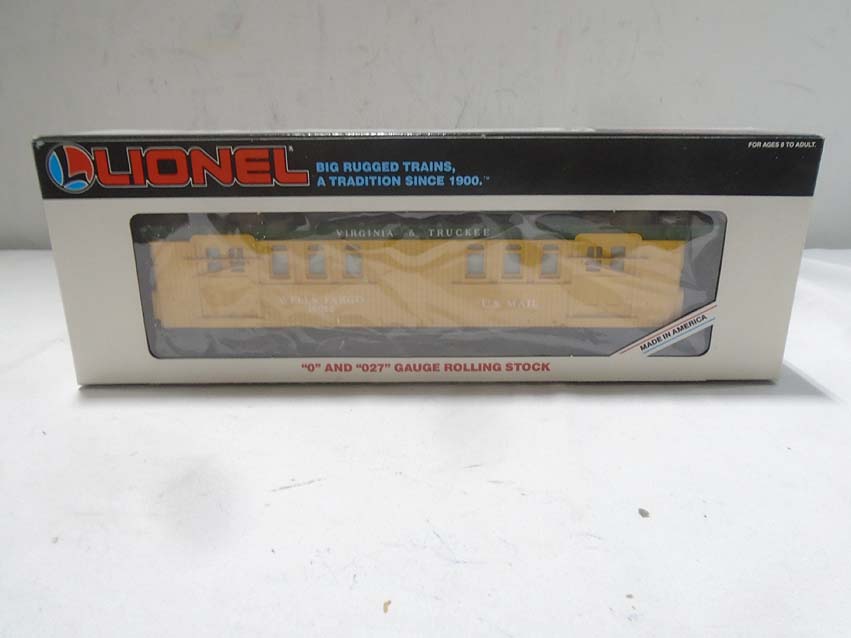 LIONEL
BIG RUGGED TRAINS,
A TRADITION SINCE 1900.™
FOR AGES 8 TO ADULT.
VIRGINIA & TRUCKEE
WELLS FARGO
U.S. MAIL
MADE IN AMERICA
"O" AND "027" GAUGE ROLLING STOCK